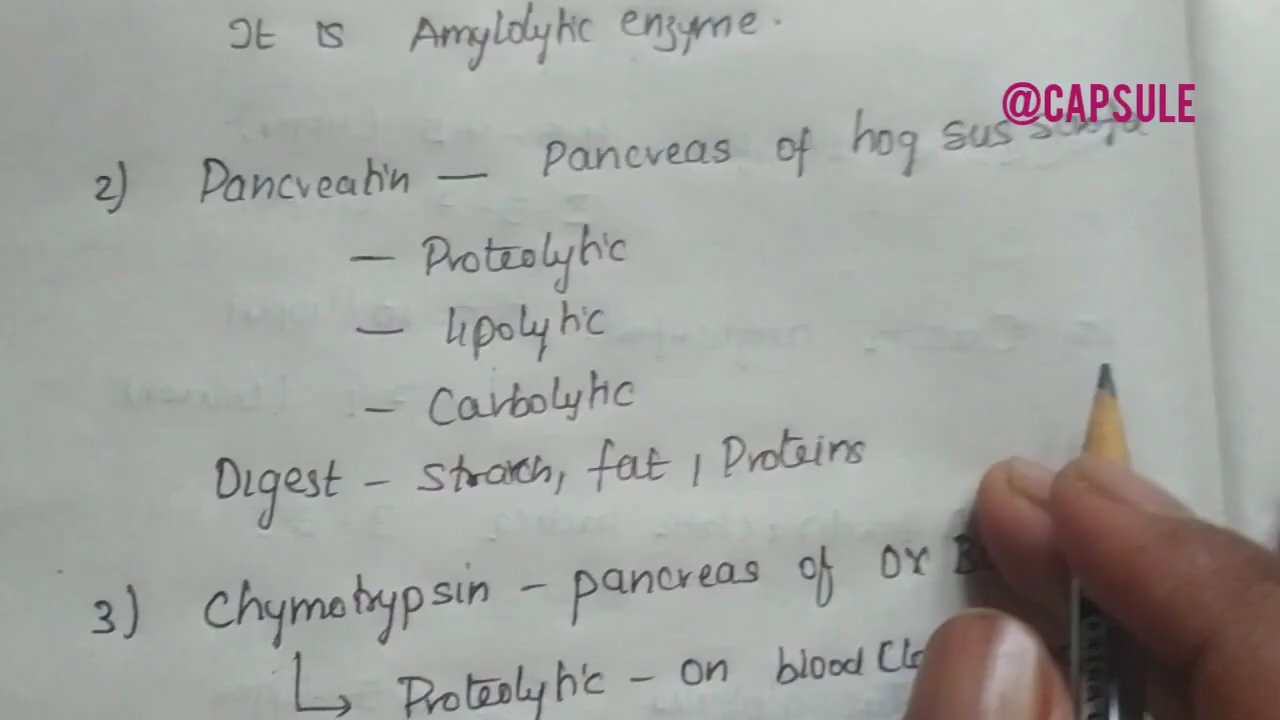 It is Amylolytic enzyme.
@CAPSULE
2) Pancreatin — Pancreas of hog sus
— Proteolytic
— lipolytic
— Carbolytic
Digest - strach, fat, Proteins
3) Chymotrypsin - pancreas of ox
Proteolytic - on blood